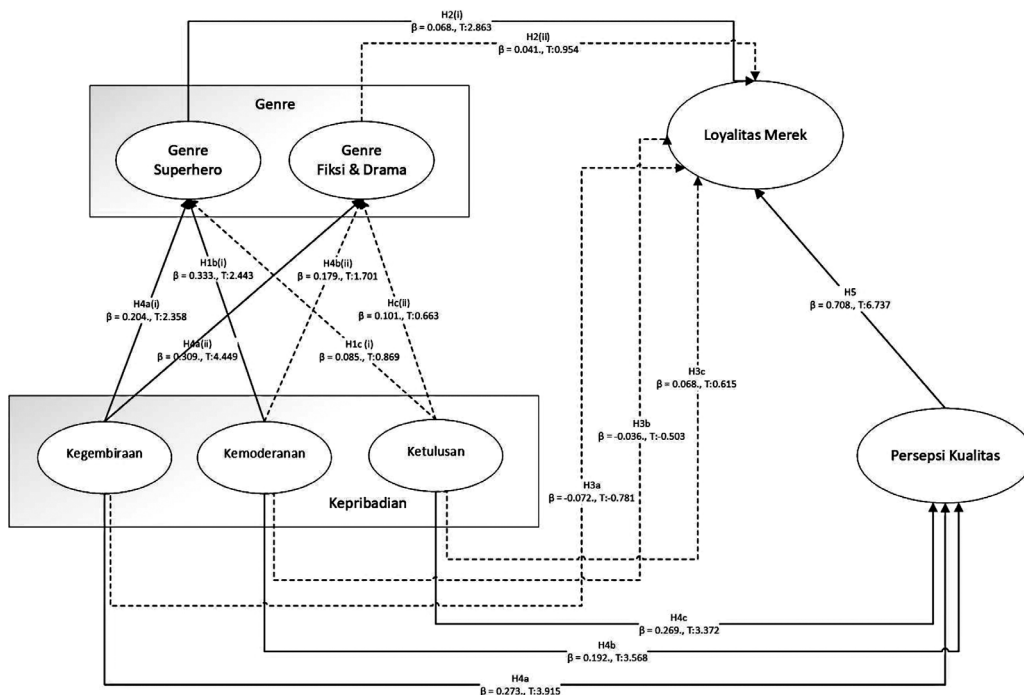 H2(i)
β = 0.068., T:2.863
H2(ii)
β = 0.041., T:0.954
Genre
Genre
Superhero
Genre
Fiksi & Drama
Loyalitas Merek
H1b(i)
β = 0.333., T:2.443
H4b(ii)
β = 0.179., T:1.701
H4a(i)
β = 0.204., T:2.358
Hc(ii)
β = 0.101., T:0.663
H4a(ii)
β = 0.309., T:4.449
H1c (i)
β = 0.085., T:0.869
H5
β = 0.708., T:6.737
H3c
β = 0.068., T:0.615
H3b
β = -0.036., T:-0.503
H3a
β = -0.072., T:-0.781
Kegembiraan
Kemoderanan
Ketulusan
Kepribadian
Persepsi Kualitas
H4c
β = 0.269., T:3.372
H4b
β = 0.192., T:3.568
H4a
β = 0.273., T:3.915